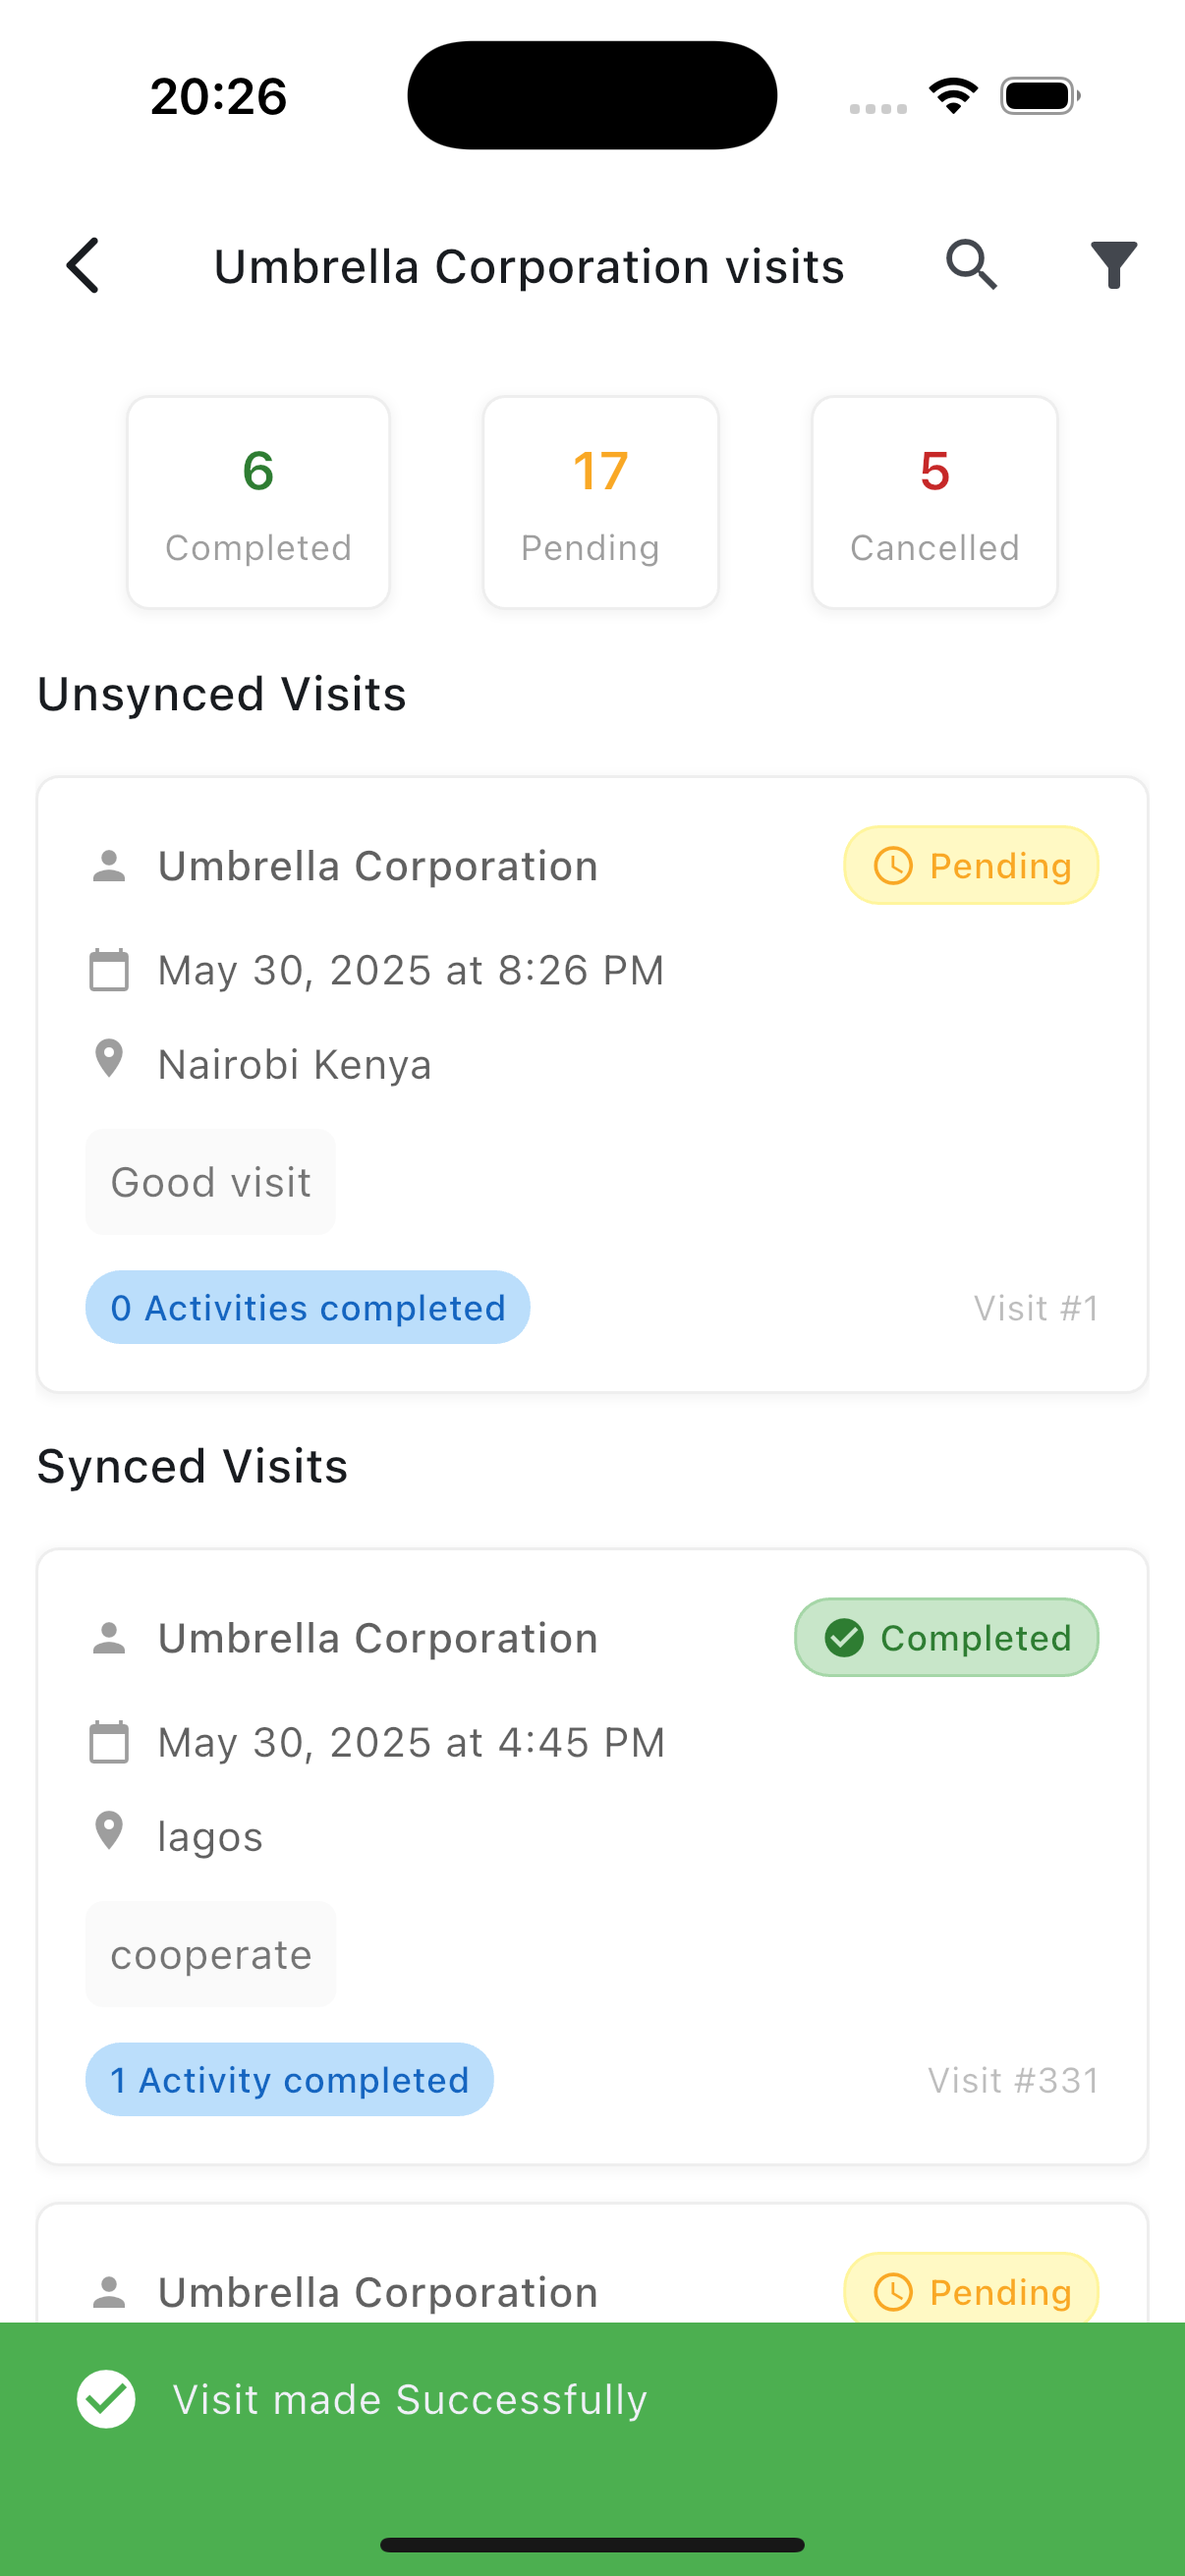 20:26
Umbrella Corporation visits
6
Completed
17
Pending
5
Cancelled
Unsynced Visits
Umbrella Corporation
Pending
May 30, 2025 at 8:26 PM
Nairobi Kenya
Good visit
0 Activities completed
Visit #1
Synced Visits
Umbrella Corporation
Completed
May 30, 2025 at 4:45 PM
lagos
cooperate
1 Activity completed
Visit #331
Umbrella Corporation
Pending
Visit made Successfully